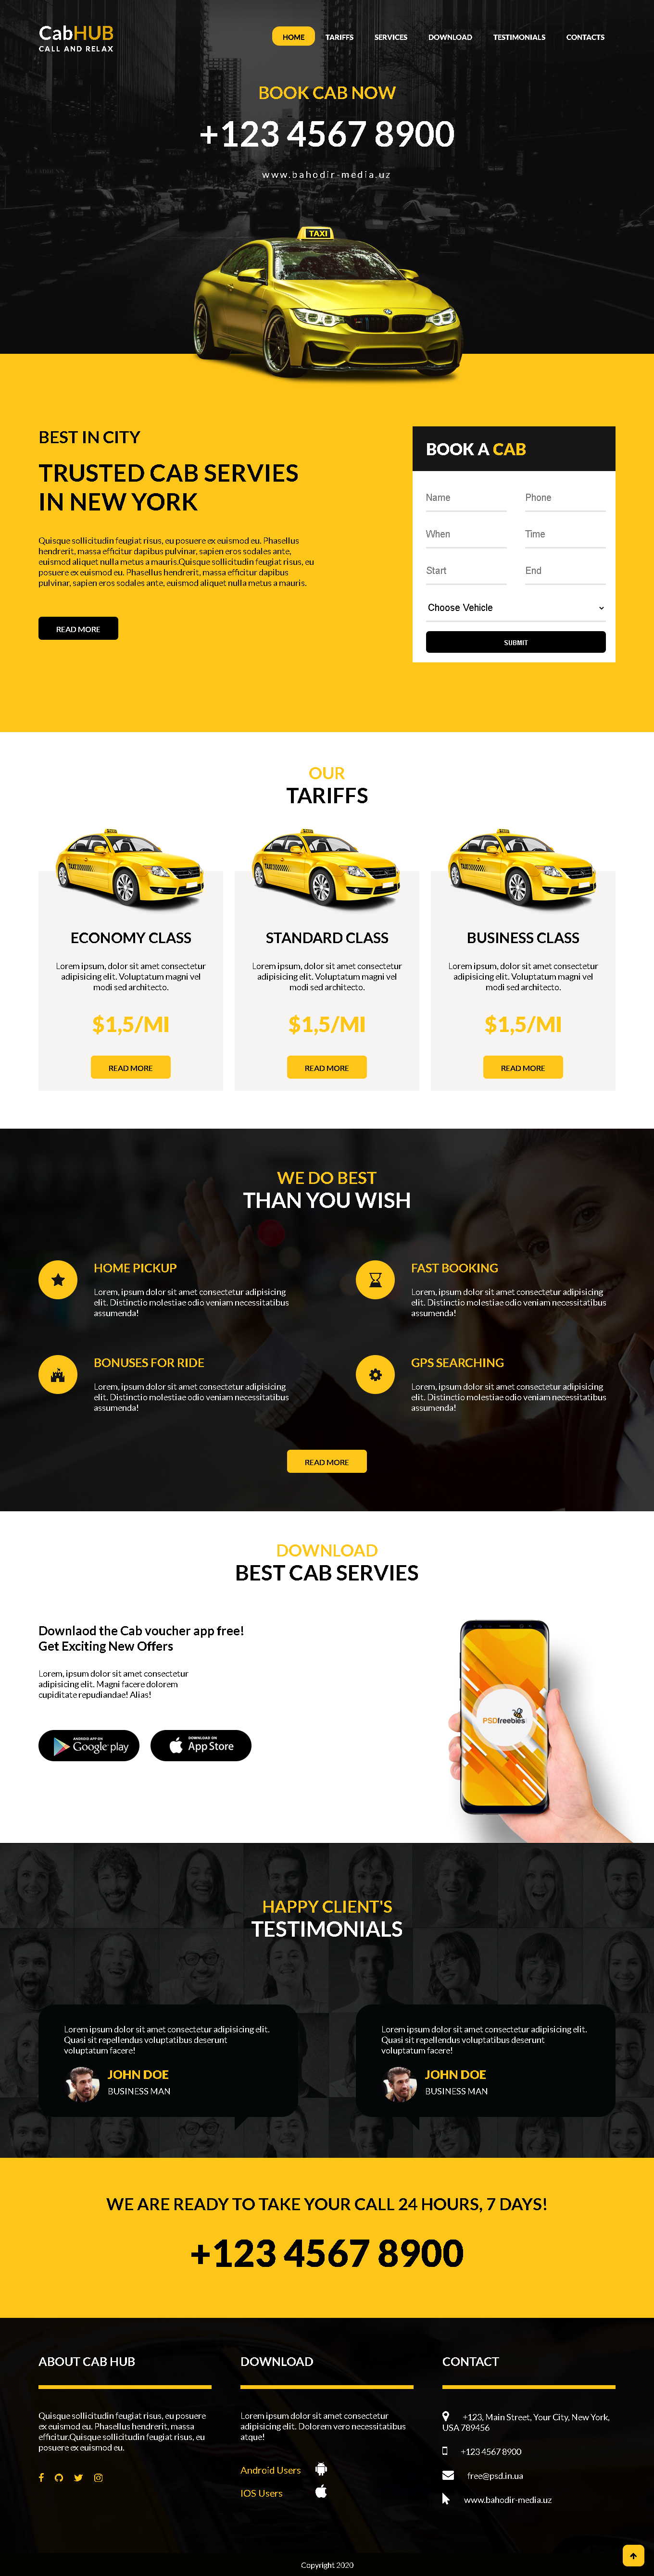 CabHUB
CALL AND RELAX
HOME TARIFFS SERVICES DOWNLOAD TESTIMONIALS CONTACTS
BOOK CAB NOW
+123 4567 8900
www.bahodir-media.uz
TAXI
BEST IN CITY
TRUSTED CAB SERVIES
IN NEW YORK
Quisque sollicitudin feugiat risus, eu posuere ex euismod eu. Phasellus
hendrerit, massa efficitur dapibus pulvinar, sapien eros sodales ante,
euismod aliquet nulla metus a mauris.Quisque sollicitudin feugiat risus, eu
posuere ex euismod eu. Phasellus hendrerit, massa efficitur dapibus
pulvinar, sapien eros sodales ante, euismod aliquet nulla metus a mauris.
READ MORE
BOOK A CAB
Name Phone
When Time
Start End
Choose Vehicle
SUBMIT
OUR
TARIFFS
ECONOMY CLASS
Lorem ipsum, dolor sit amet consectetur
adipisicing elit. Voluptatum magni vel
modi sed architecto.
$1,5/MI
READ MORE
STANDARD CLASS
Lorem ipsum, dolor sit amet consectetur
adipisicing elit. Voluptatum magni vel
modi sed architecto.
$1,5/MI
READ MORE
BUSINESS CLASS
Lorem ipsum, dolor sit amet consectetur
adipisicing elit. Voluptatum magni vel
modi sed architecto.
$1,5/MI
READ MORE
WE DO BEST
THAN YOU WISH
HOME PICKUP
Lorem, ipsum dolor sit amet consectetur adipisicing
elit. Distinctio molestiae odio veniam necessitatibus
assumenda!
FAST BOOKING
Lorem, ipsum dolor sit amet consectetur adipisicing
elit. Distinctio molestiae odio veniam necessitatibus
assumenda!
BONUSES FOR RIDE
Lorem, ipsum dolor sit amet consectetur adipisicing
elit. Distinctio molestiae odio veniam necessitatibus
assumenda!
GPS SEARCHING
Lorem, ipsum dolor sit amet consectetur adipisicing
elit. Distinctio molestiae odio veniam necessitatibus
assumenda!
READ MORE
DOWNLOAD
BEST CAB SERVIES
Downlaod the Cab voucher app free!
Get Exciting New Offers
Lorem, ipsum dolor sit amet consectetur
adipisicing elit. Magni facere dolorem
cupiditate repudiandae! Alias!
ANDROID APP ON
Google play
DOWNLOAD ON
App Store
PSDfreebies
HAPPY CLIENT'S
TESTIMONIALS
Lorem ipsum dolor sit amet consectetur adipisicing elit.
Quasi sit repellendus voluptatibus deserunt
voluptatum facere!
JOHN DOE
BUSINESS MAN
Lorem ipsum dolor sit amet consectetur adipisicing elit.
Quasi sit repellendus voluptatibus deserunt
voluptatum facere!
JOHN DOE
BUSINESS MAN
WE ARE READY TO TAKE YOUR CALL 24 HOURS, 7 DAYS!
+123 4567 8900
ABOUT CAB HUB
Quisque sollicitudin feugiat risus, eu posuere
ex euismod eu. Phasellus hendrerit, massa
efficitur.Quisque sollicitudin feugiat risus, eu
posuere ex euismod eu.
DOWNLOAD
Lorem ipsum dolor sit amet consectetur
adipisicing elit. Dolorem vero necessitatibus
atque!
Android Users
IOS Users
CONTACT
+123, Main Street, Your City, New York,
USA 789456
+123 4567 8900
free@psd.in.ua
www.bahodir-media.uz
Copyright 2020